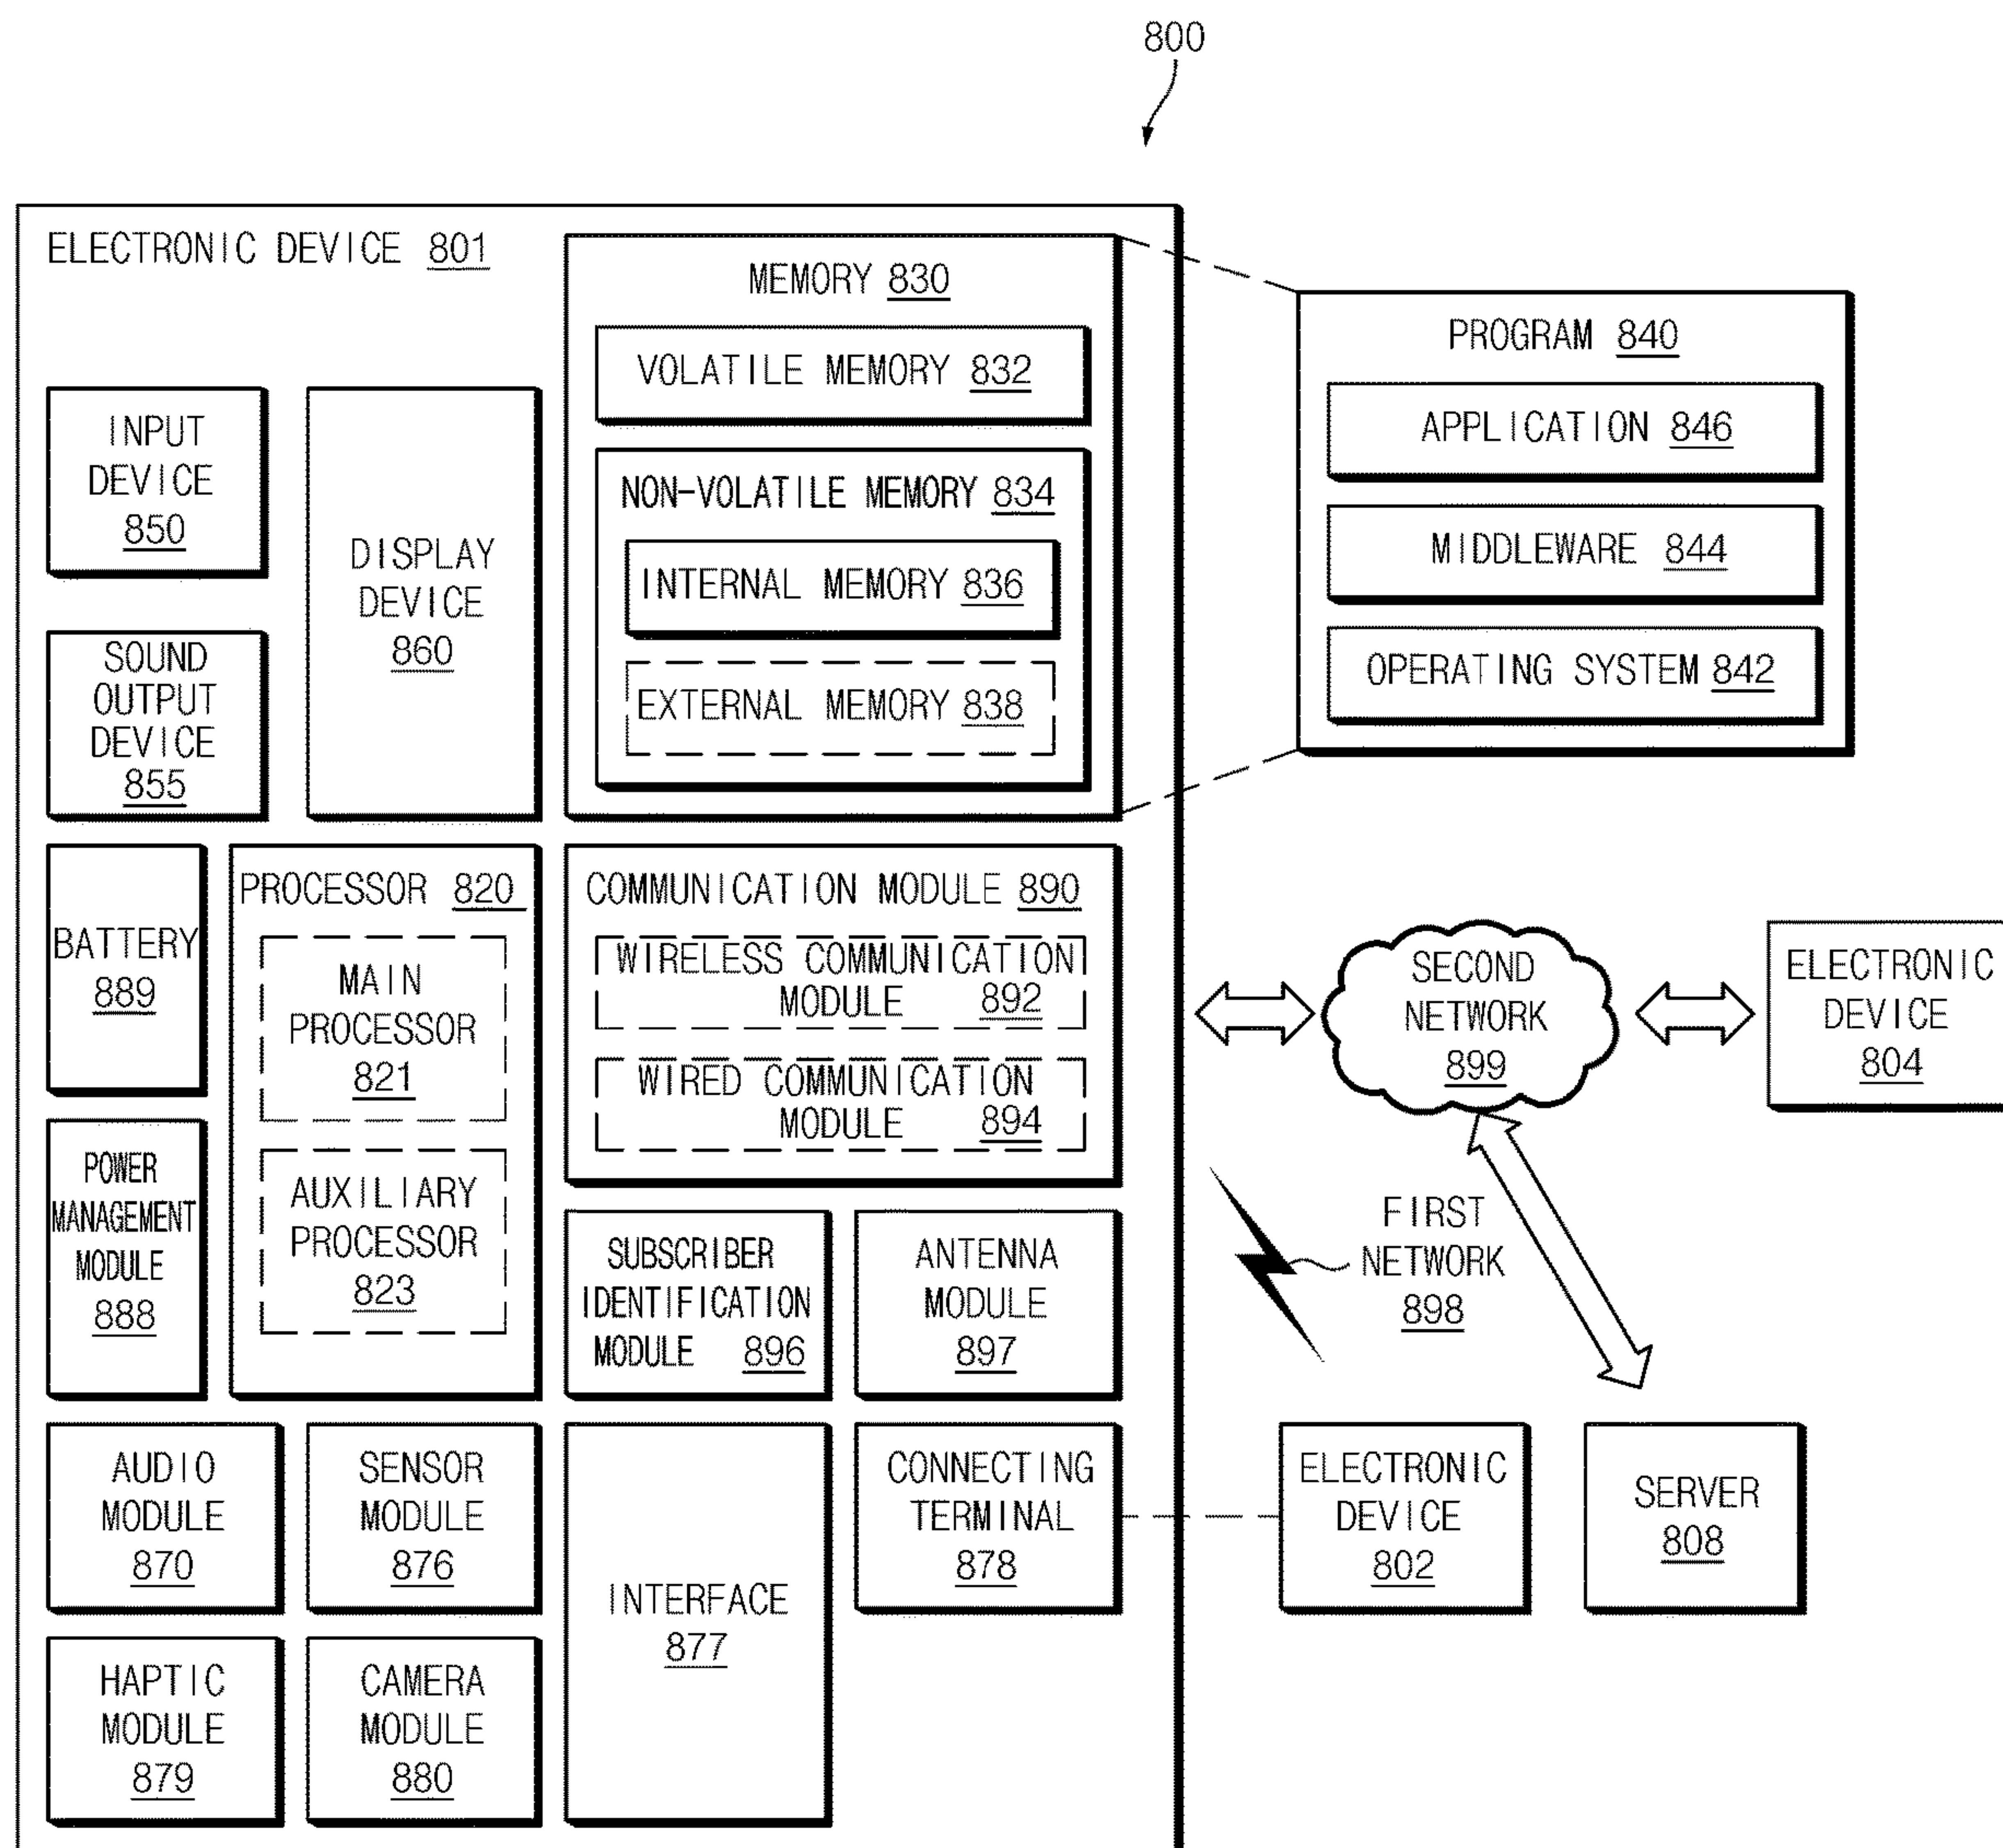 800
ELECTRONIC DEVICE 801
MEMORY 830
VOLATILE MEMORY 832
NON-VOLATILE MEMORY 834
INTERNAL MEMORY 836
EXTERNAL MEMORY 838
PROGRAM 840
APPLICATION 846
MIDDLEWARE 844
OPERATING SYSTEM 842
INPUT
DEVICE
850
SOUND
OUTPUT
DEVICE
855
DISPLAY
DEVICE
860
BATTERY
889
POWER
MANAGEMENT
MODULE
888
PROCESSOR 820
MAIN
PROCESSOR
821
AUXILIARY
PROCESSOR
823
COMMUNICATION MODULE 890
WIRELESS COMMUNICATION
MODULE 892
WIRED COMMUNICATION
MODULE 894
SUBSCRIBER
IDENTIFICATION
MODULE 896
ANTENNA
MODULE
897
SECOND
NETWORK
899
ELECTRONIC
DEVICE
804
FIRST
NETWORK
898
AUDIO
MODULE
870
SENSOR
MODULE
876
INTERFACE
877
CONNECTING
TERMINAL
878
ELECTRONIC
DEVICE
802
SERVER
808
HAPTIC
MODULE
879
CAMERA
MODULE
880